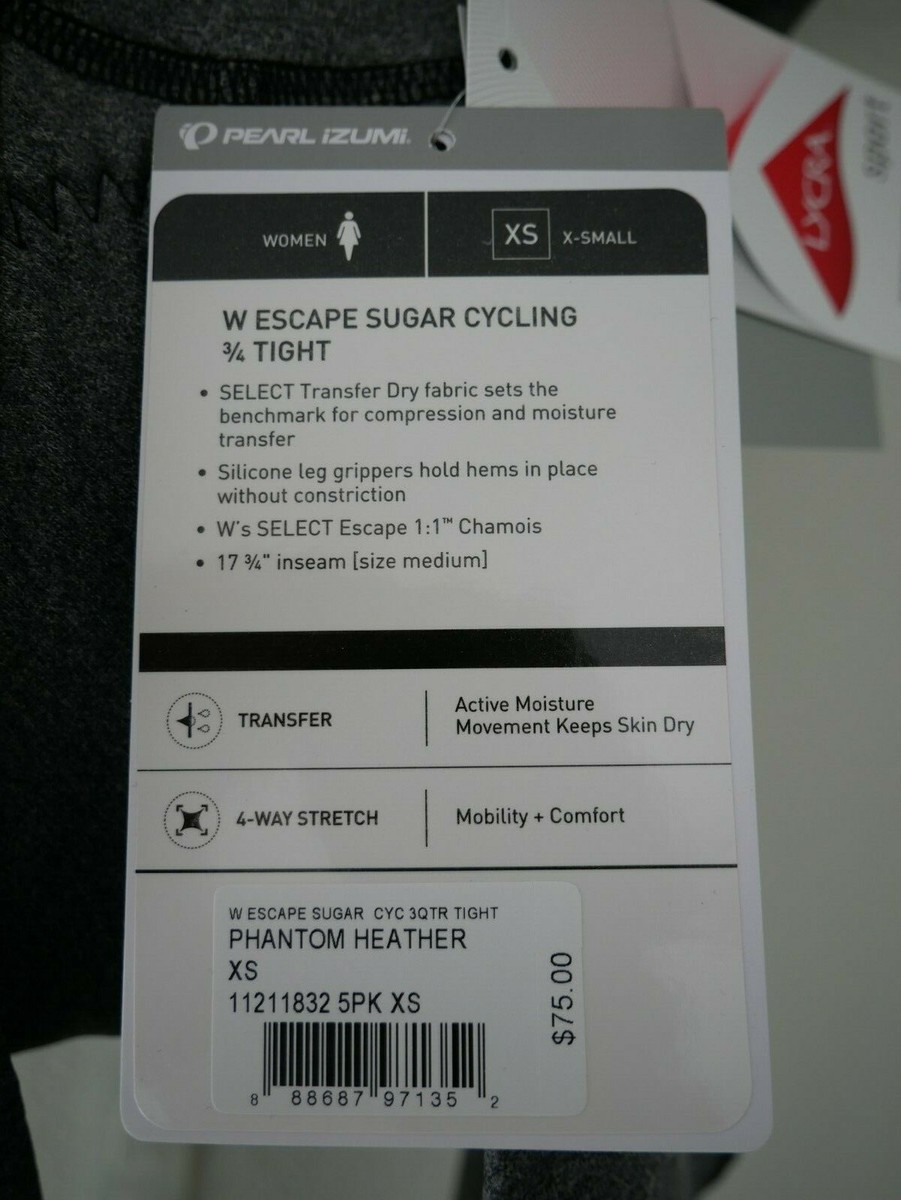 PEARL iZUMi.
LYCRA
sport
WOMEN
XS X-SMALL
W ESCAPE SUGAR CYCLING
¾ TIGHT
• SELECT Transfer Dry fabric sets the
benchmark for compression and moisture
transfer
• Silicone leg grippers hold hems in place
without constriction
• W's SELECT Escape 1:1™ Chamois
• 17 ¾" inseam [size medium]
TRANSFER
Active Moisture
Movement Keeps Skin Dry
4-WAY STRETCH
Mobility + Comfort
W ESCAPE SUGAR CYC 3QTR TIGHT
PHANTOM HEATHER
XS
11211832 5PK XS
$75.00
8 88687 97135 2